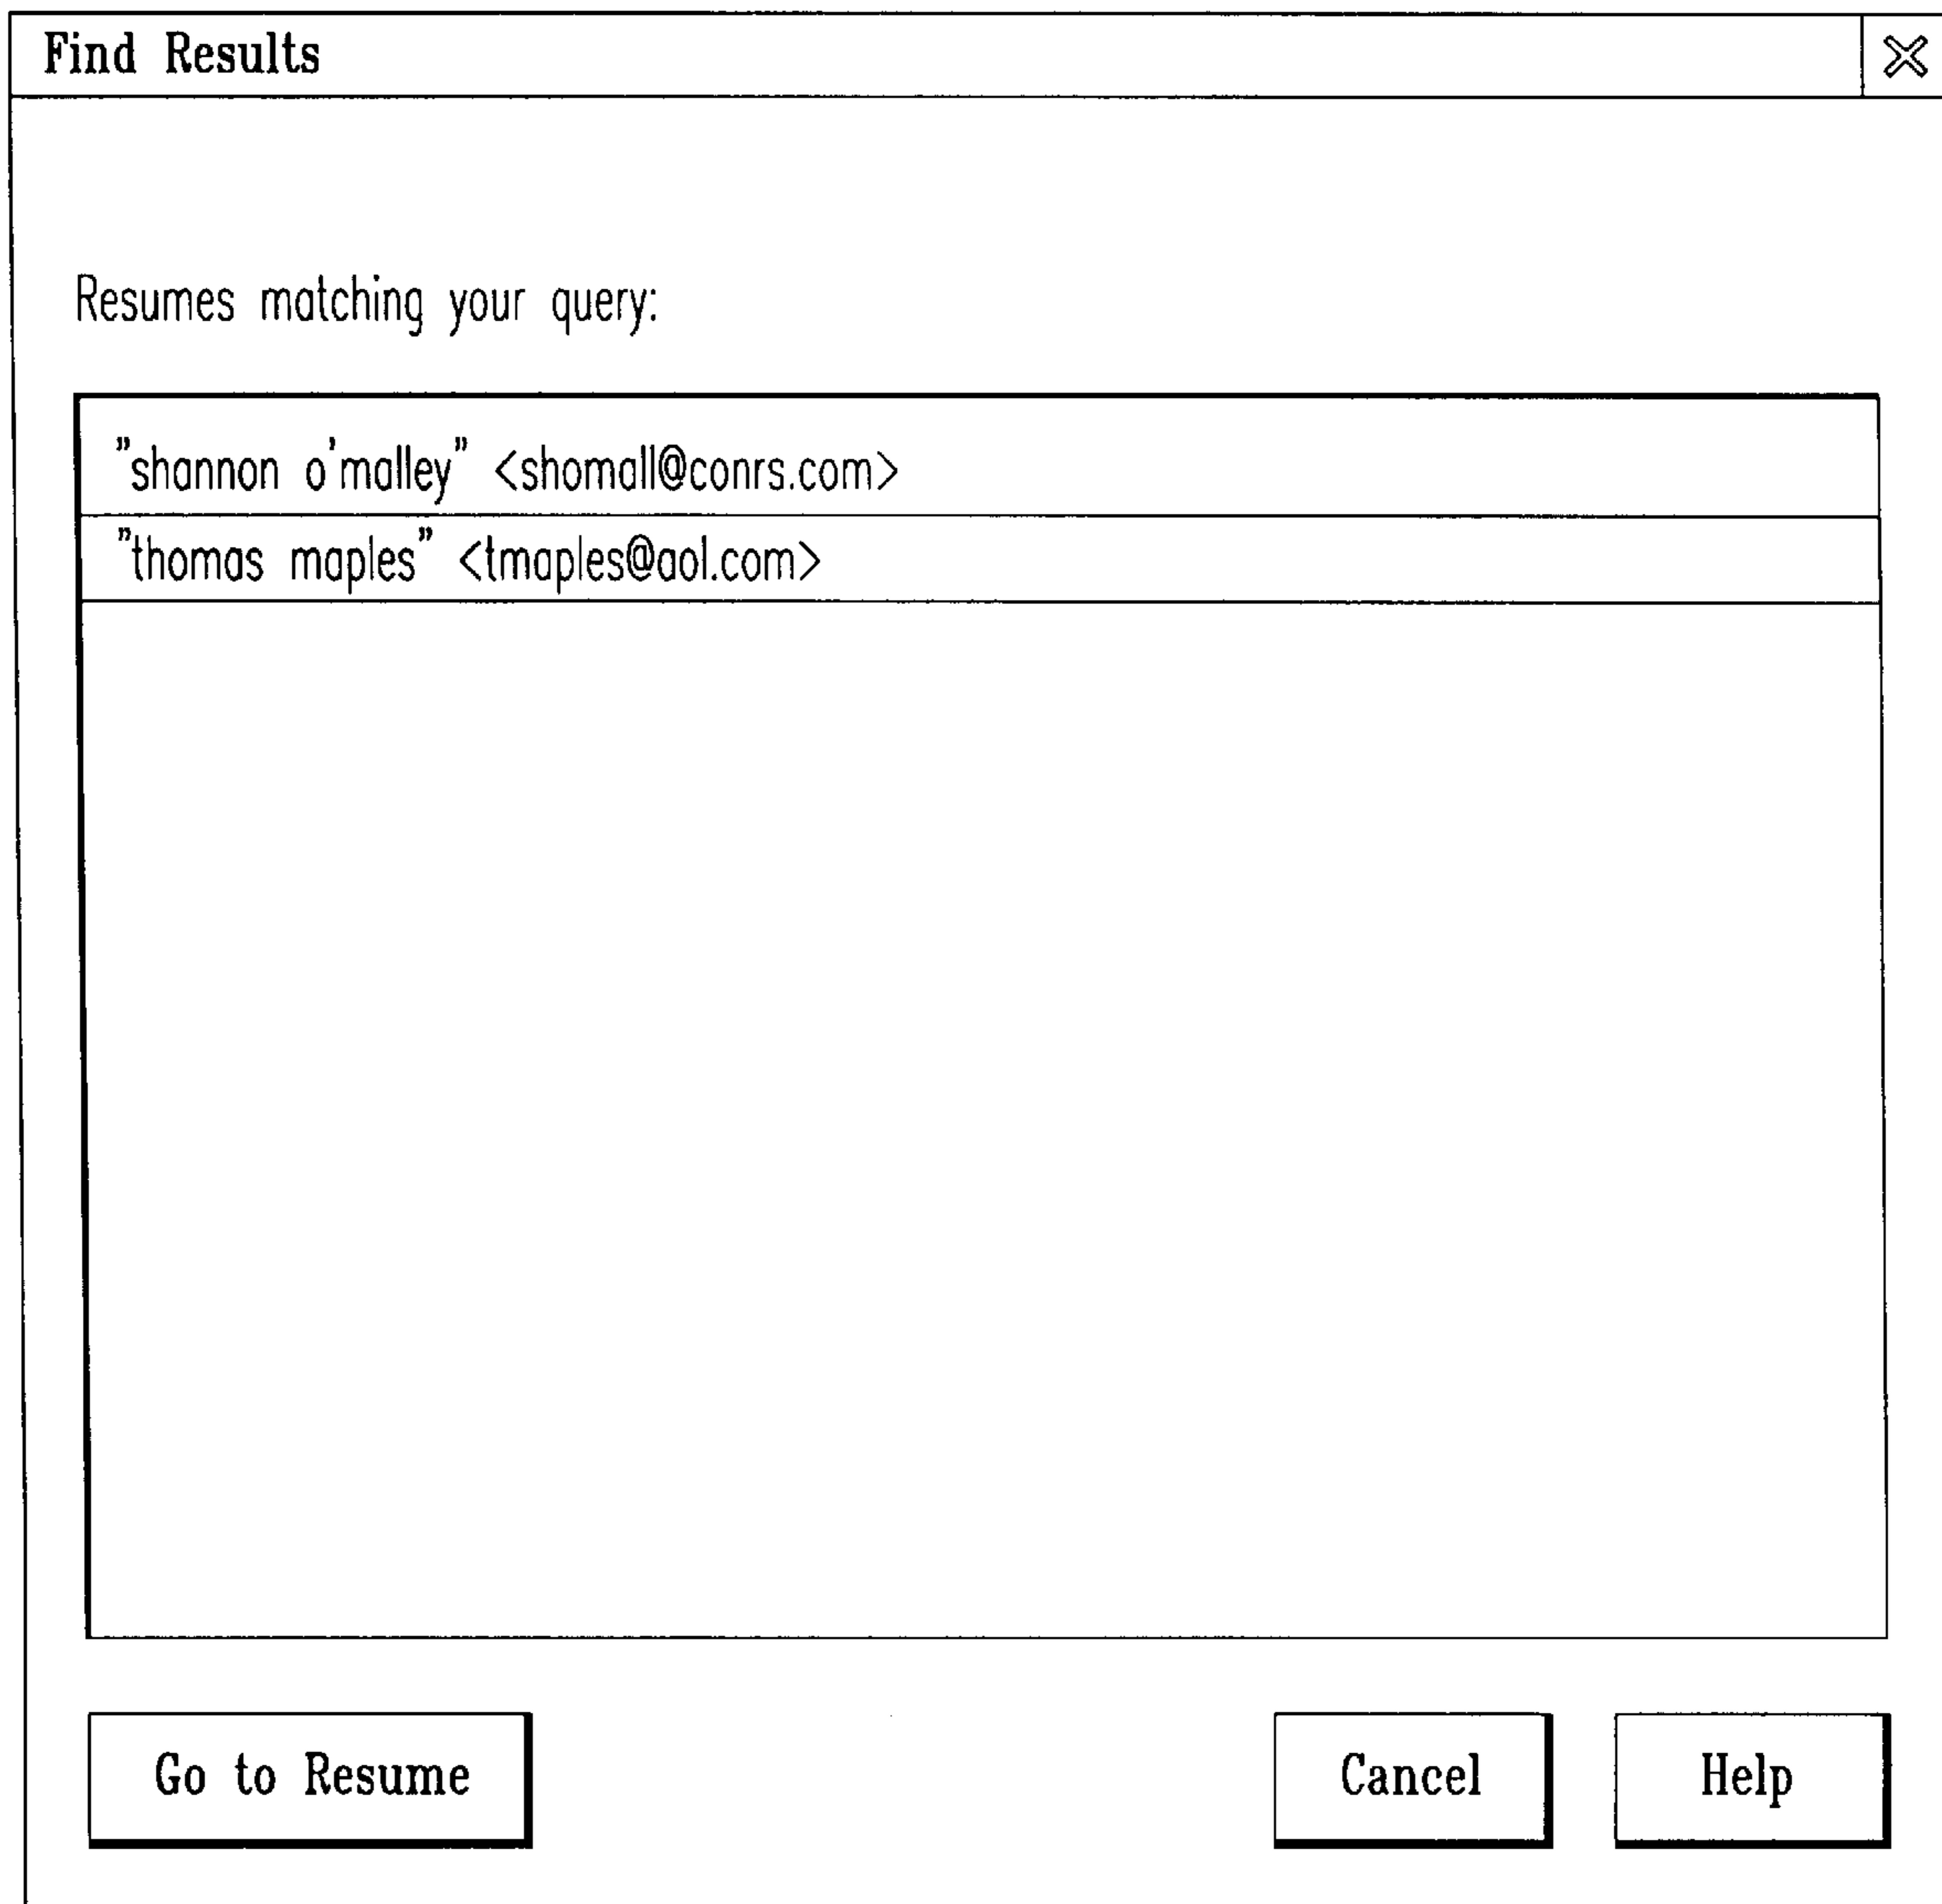 Find Results
Resumes matching your query:
"shannon o'malley" <shomall@conrs.com>
"thomas maples" <tmaples@aol.com>
Go to Resume Cancel Help